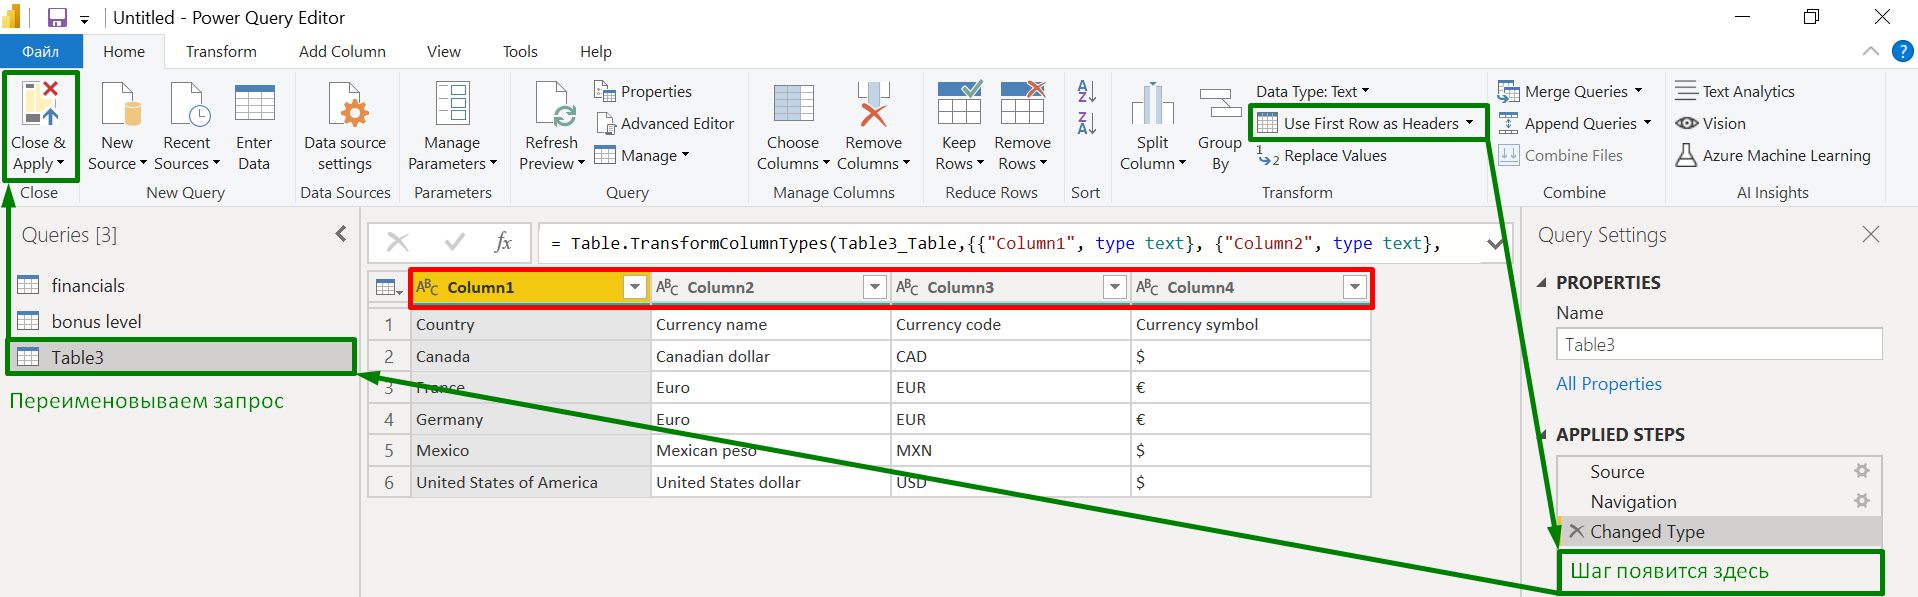 Untitled - Power Query Editor
Файл Home Transform Add Column View Tools Help
Close & Apply
New Source
Recent Sources
Enter Data
Data source settings
Manage Parameters
Refresh Preview
Properties
Advanced Editor
Manage
Choose Columns
Remove Columns
Keep Rows
Remove Rows
A Z
Z A
Split Column
Group By
Data Type: Text
Use First Row as Headers
1 2 Replace Values
Merge Queries
Append Queries
Combine Files
Text Analytics
Vision
Azure Machine Learning
Close New Query Data Sources Parameters Query Manage Columns Reduce Rows Sort Transform Combine AI Insights
Queries [3]
financials
bonus level
Table3
Переименовываем запрос
fx = Table.TransformColumnTypes(Table3_Table,{{"Column1", type text}, {"Column2", type text},
ABC Column1 ABC Column2 ABC Column3 ABC Column4
1 Country Currency name Currency code Currency symbol
2 Canada Canadian dollar CAD $
3 France Euro EUR €
4 Germany Euro EUR €
5 Mexico Mexican peso MXN $
6 United States of America United States dollar USD $
Query Settings
PROPERTIES
Name
Table3
All Properties
APPLIED STEPS
Source
Navigation
Changed Type
Шаг появится здесь